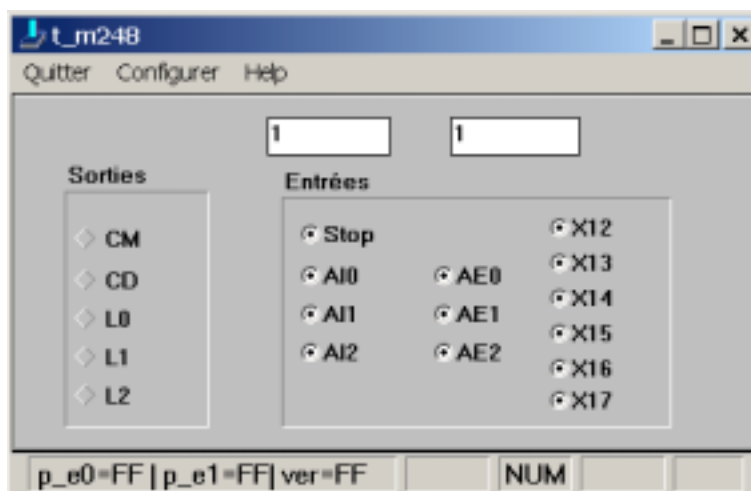 t_m248
Quitter Configurer Help
1 1
Sorties
CM
CD
L0
L1
L2
Entrées
Stop
AI0 AE0
AI1 AE1
AI2 AE2
X12
X13
X14
X15
X16
X17
p_e0=FF | p_e1=FF| ver=FF NUM